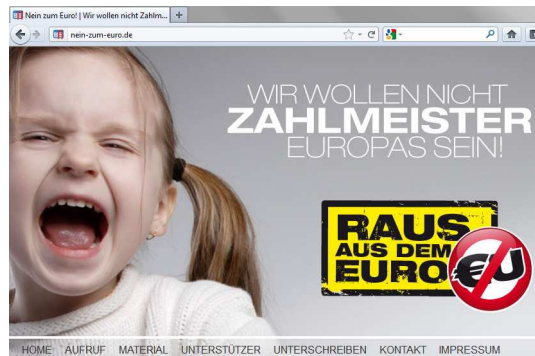 Nein zum Euro! | Wir wollen nicht Zahlm...
nein-zum-euro.de
WIR WOLLEN NICHT
ZAHLMEISTER
EUROPAS SEIN!
RAUS
AUS DEM
EURO
€U
HOME AUFRUF MATERIAL UNTERSTÜTZER UNTERSCHREIBEN KONTAKT IMPRESSUM